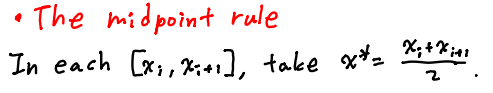 • The midpoint rule
In each [xᵢ, xᵢ₊₁], take x* = (xᵢ + xᵢ₊₁)/2.